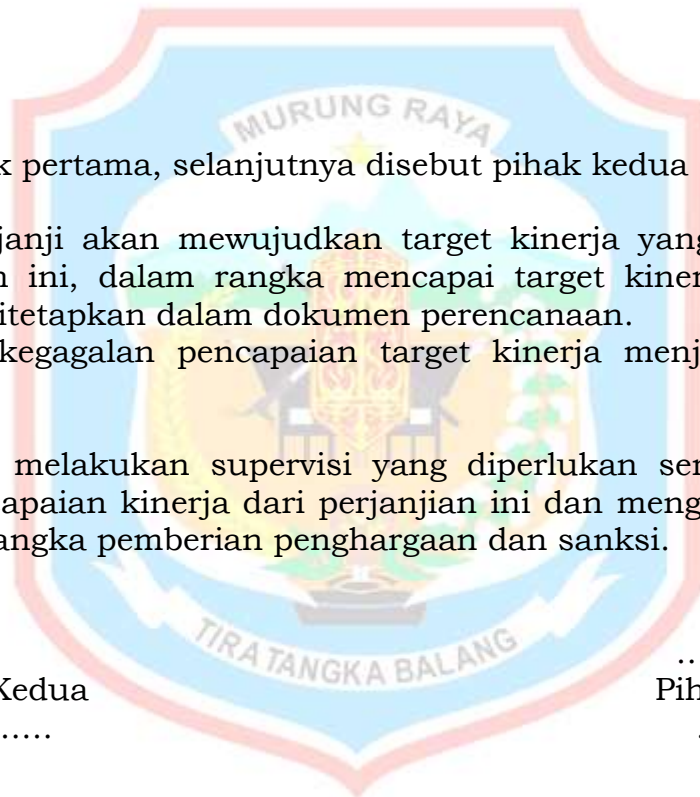 MURUNG RAYA
k pertama, selanjutnya disebut pihak kedua
janji akan mewujudkan target kinerja yang
n ini, dalam rangka mencapai target kiner
itetapkan dalam dokumen perencanaan.
kegagalan pencapaian target kinerja menj
melakukan supervisi yang diperlukan ser
apaian kinerja dari perjanjian ini dan meng
angka pemberian penghargaan dan sanksi.
TIRA TANGKA BALANG
..
Kedua Pih
..... .